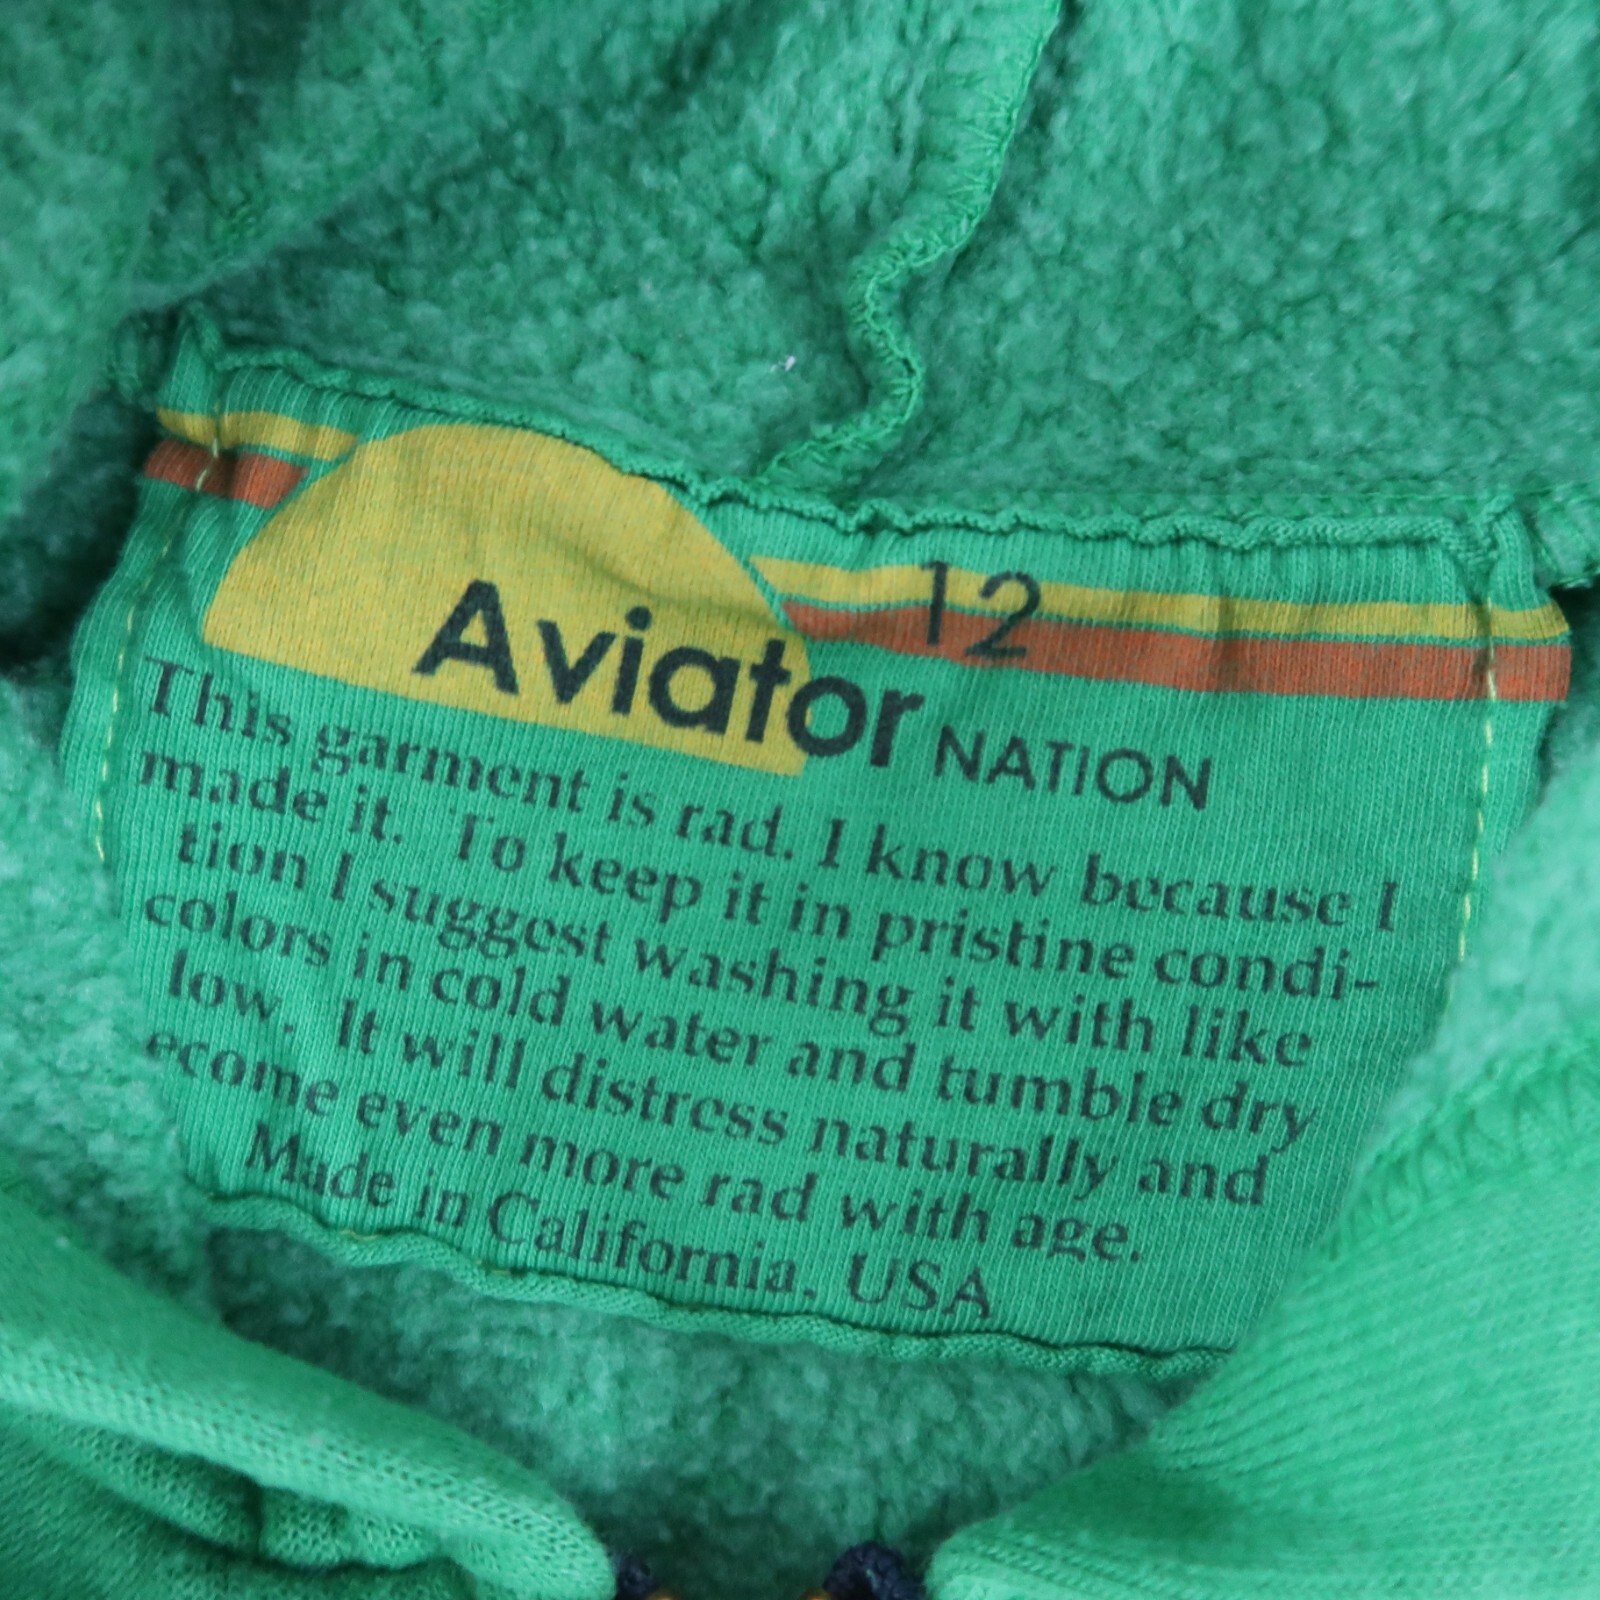 12
Aviator NATION
This garment is rad. I know because I
made it. To keep it in pristine condi-
tion I suggest washing it with like
colors in cold water and tumble dry
low. It will distress naturally and
ecome even more rad with age.
Made in California, USA